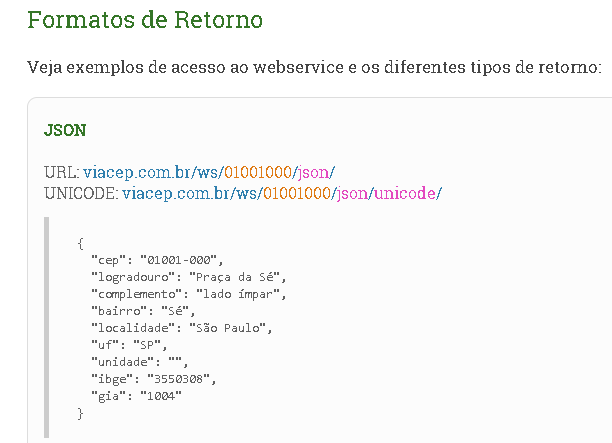 Formatos de Retorno
Veja exemplos de acesso ao webservice e os diferentes tipos de retorno:
JSON
URL: viacep.com.br/ws/01001000/json/
UNICODE: viacep.com.br/ws/01001000/json/unicode/
{
"cep": "01001-000",
"logradouro": "Praça da Sé",
"complemento": "lado ímpar",
"bairro": "Sé",
"localidade": "São Paulo",
"uf": "SP",
"unidade": "",
"ibge": "3550308",
"gia": "1004"
}